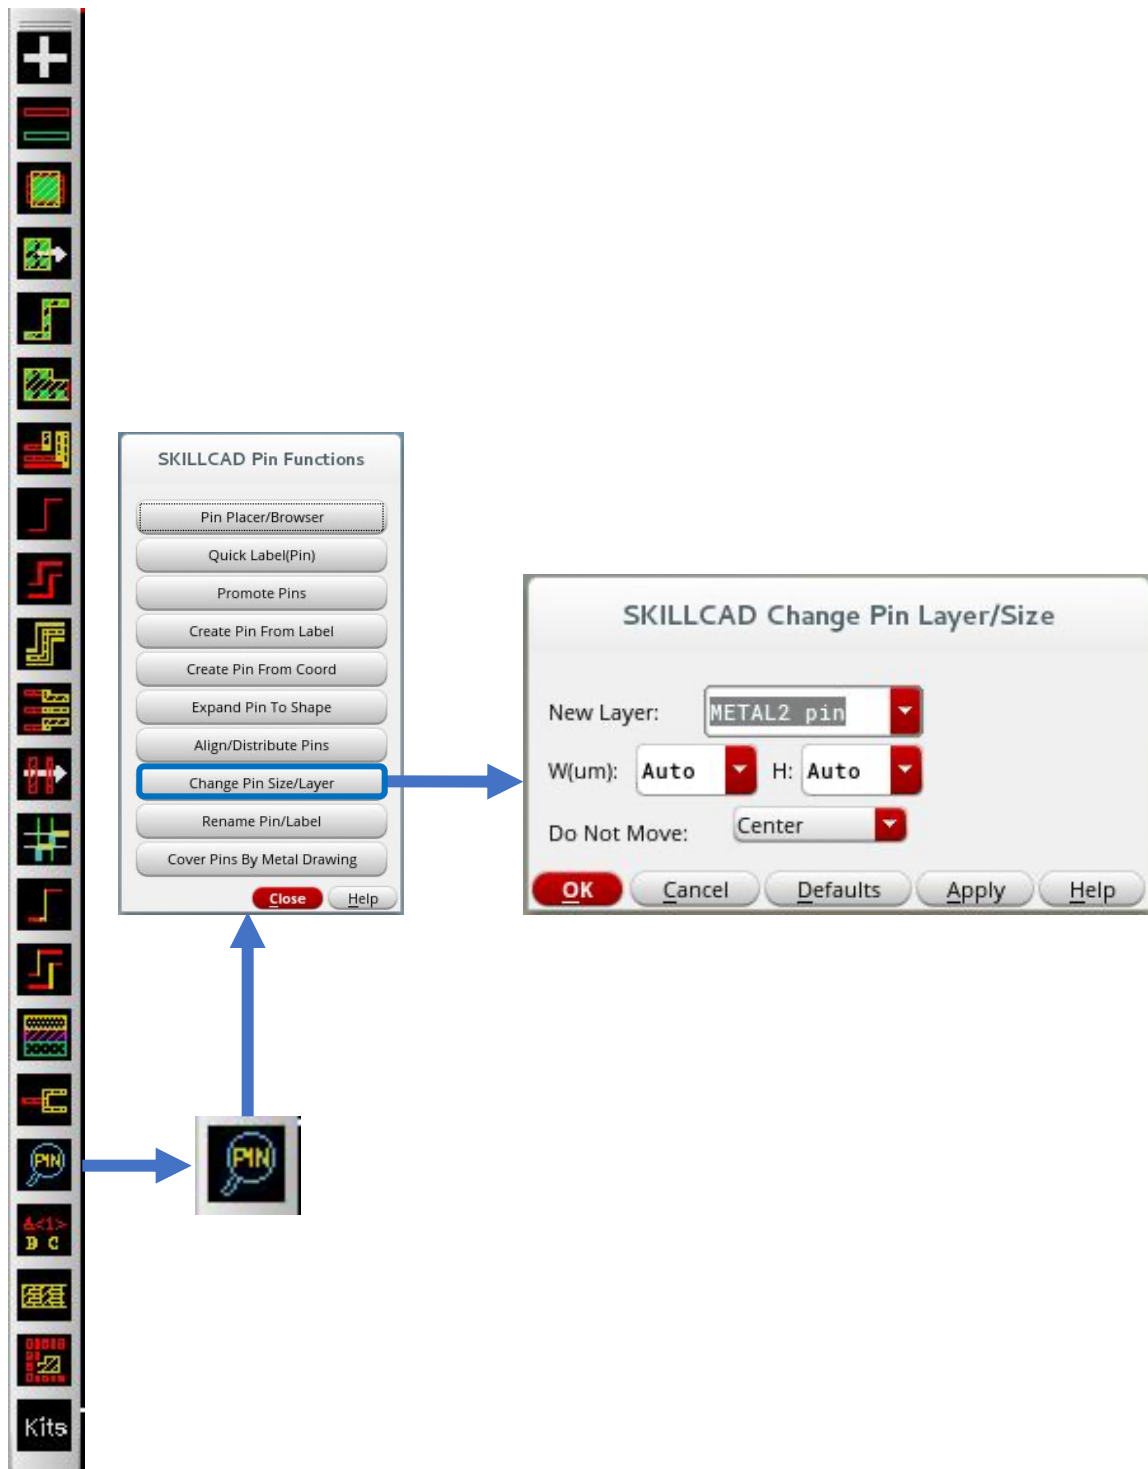 SKILLCAD Pin Functions
Pin Placer/Browser
Quick Label(Pin)
Promote Pins
Create Pin From Label
Create Pin From Coord
Expand Pin To Shape
Align/Distribute Pins
Change Pin Size/Layer
Rename Pin/Label
Cover Pins By Metal Drawing
Close Help
SKILLCAD Change Pin Layer/Size
New Layer: METAL2 pin
W(um): Auto H: Auto
Do Not Move: Center
OK Cancel Defaults Apply Help
PIN
PIN
A<1>
B C
Kits